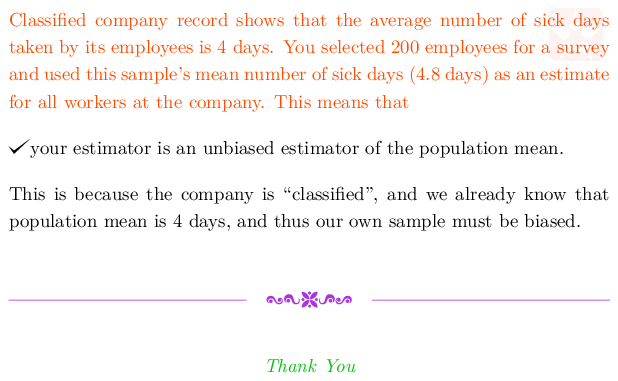 Classified company record shows that the average number of sick days
taken by its employees is 4 days. You selected 200 employees for a survey
and used this sample's mean number of sick days (4.8 days) as an estimate
for all workers at the company. This means that
✓your estimator is an unbiased estimator of the population mean.
This is because the company is “classified”, and we already know that
population mean is 4 days, and thus our own sample must be biased.
Thank You